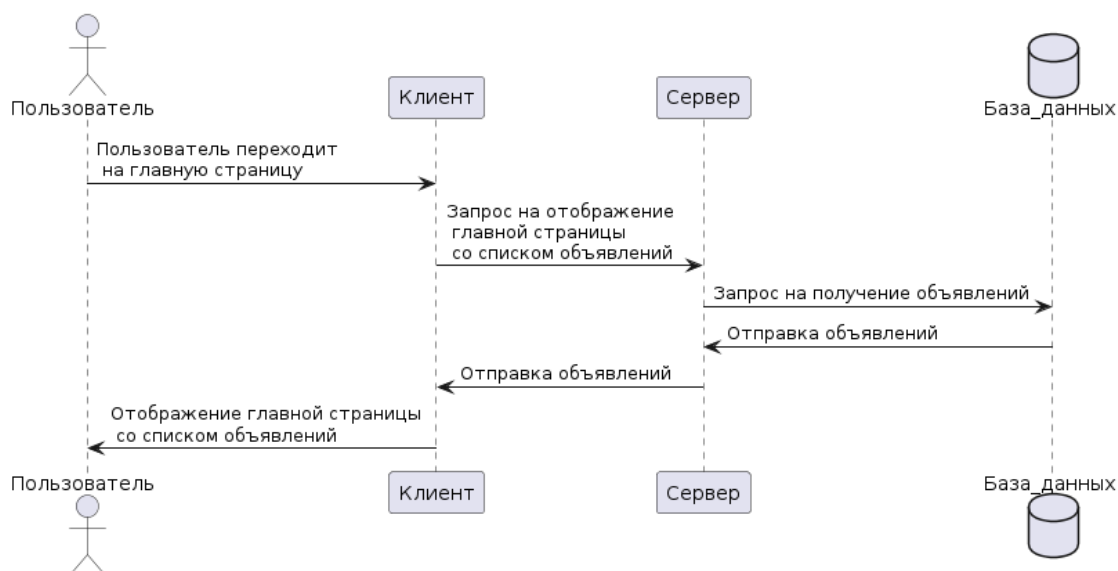 Пользователь
Клиент
Сервер
База_данных
Пользователь переходит
на главную страницу
Запрос на отображение
главной страницы
со списком объявлений
Запрос на получение объявлений
Отправка объявлений
Отправка объявлений
Отображение главной страницы
со списком объявлений
Пользователь
Клиент
Сервер
База_данных